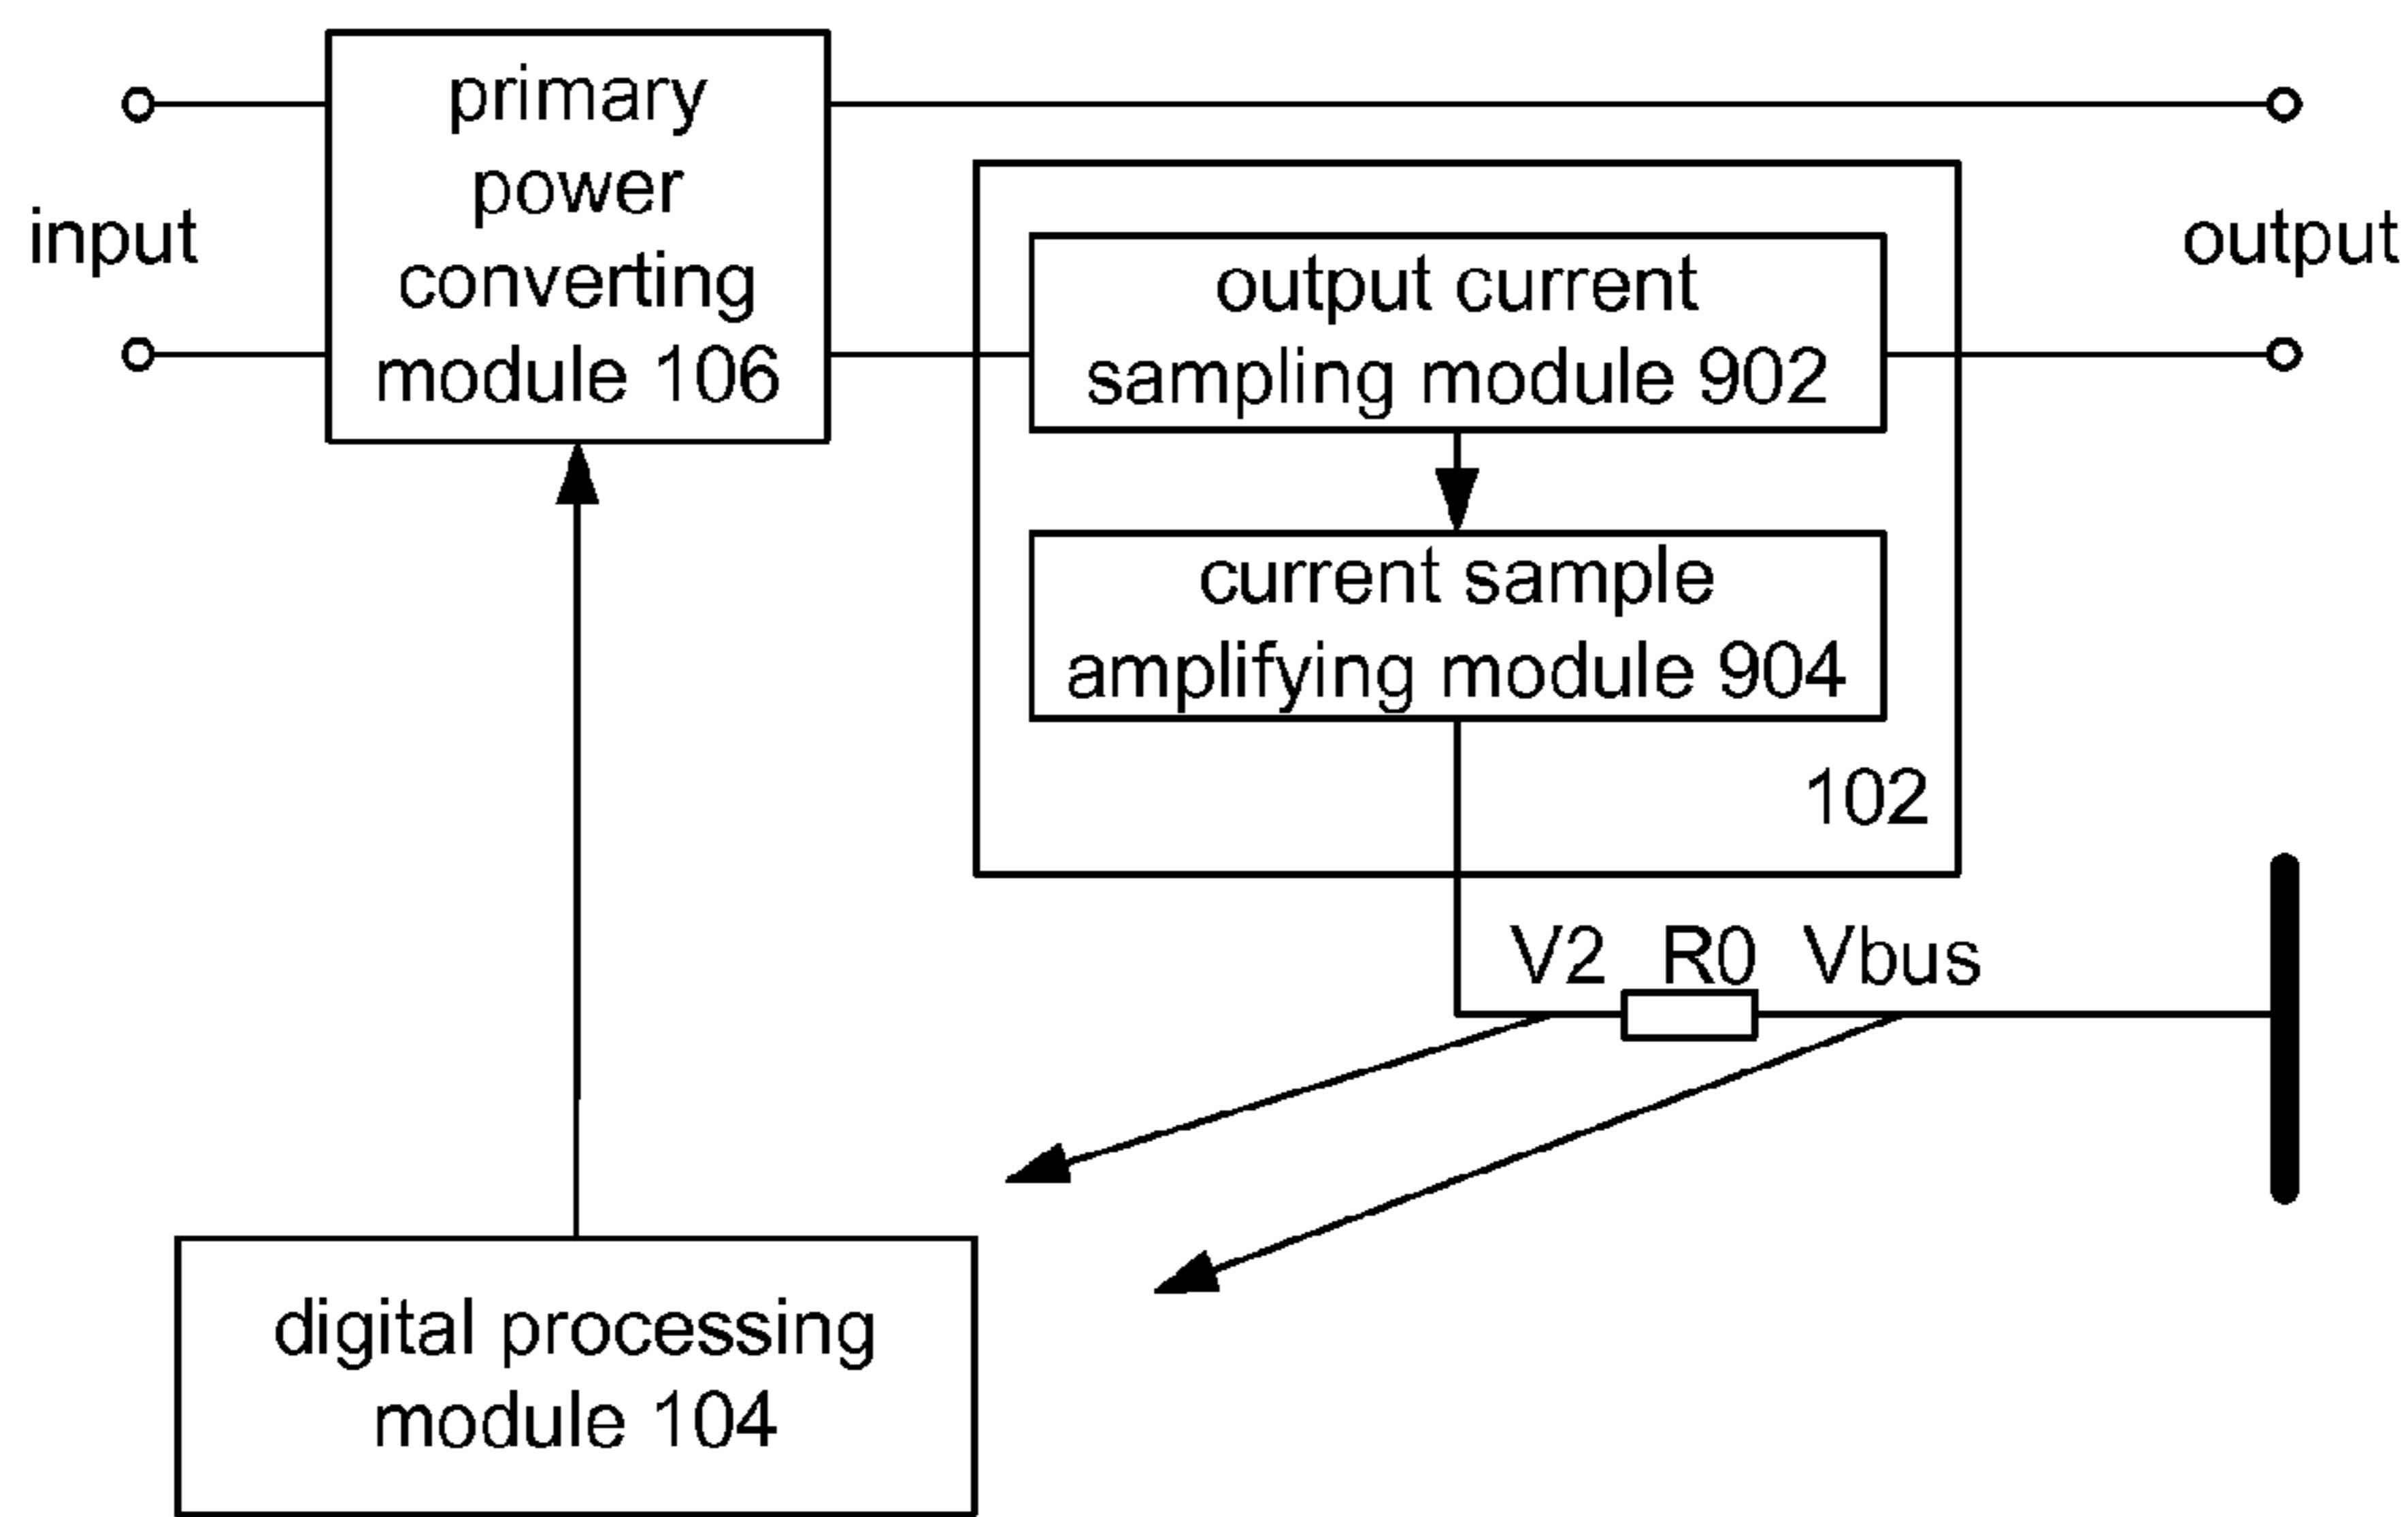 primary
power
converting
module 106
input
output
output current
sampling module 902
current sample
amplifying module 904
102
V2 R0 Vbus
digital processing
module 104